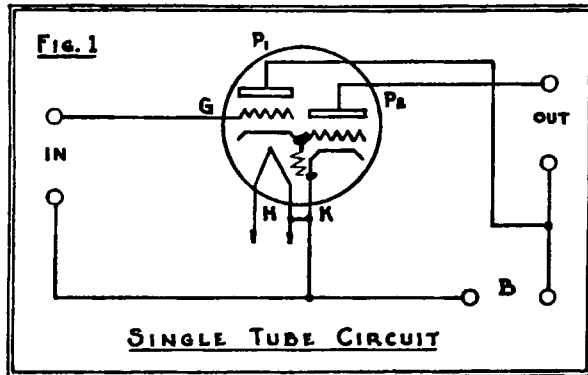 FIG. 1
P1
G
P2
IN
OUT
H K
B
SINGLE TUBE CIRCUIT